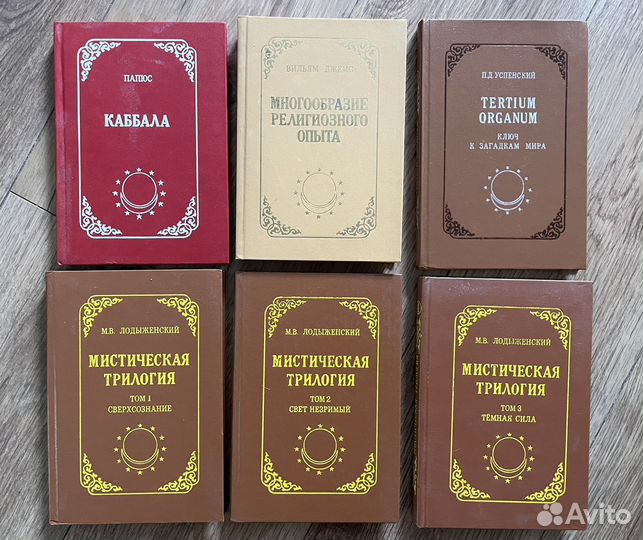 ПАПЮС
КАББАЛА
ВИЛЬЯМ ДЖЕМС
МНОГООБРАЗИЕ
РЕЛИГИОЗНОГО
ОПЫТА
П.Д. УСПЕНСКИЙ
TERTIUM
ORGANUM
КЛЮЧ
К ЗАГАДКАМ МИРА
М.В. ЛОДЫЖЕНСКИЙ
МИСТИЧЕСКАЯ
ТРИЛОГИЯ
ТОМ 1
СВЕРХСОЗНАНИЕ
М.В. ЛОДЫЖЕНСКИЙ
МИСТИЧЕСКАЯ
ТРИЛОГИЯ
ТОМ 2
СВЕТ НЕЗРИМЫЙ
М.В. ЛОДЫЖЕНСКИЙ
МИСТИЧЕСКАЯ
ТРИЛОГИЯ
ТОМ 3
ТЁМНАЯ СИЛА
Avito